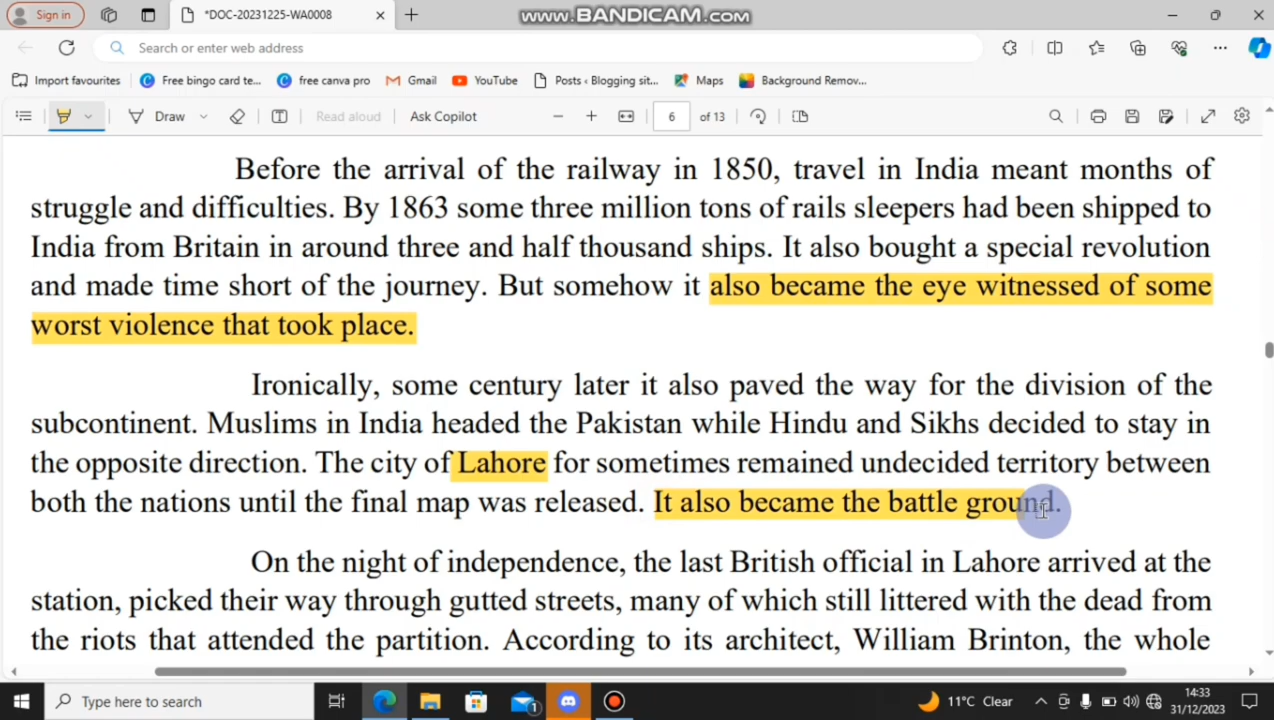 www.BANDICAM.com
Sign in
*DOC-20231225-WA0008
Search or enter web address
Import favourites
Free bingo card te...
free canva pro
Gmail
YouTube
Posts ‹ Blogging sit...
Maps
Background Remov...
Draw
Read aloud
Ask Copilot
6 of 13
Before the arrival of the railway in 1850, travel in India meant months of
struggle and difficulties. By 1863 some three million tons of rails sleepers had been shipped to
India from Britain in around three and half thousand ships. It also bought a special revolution
and made time short of the journey. But somehow it also became the eye witnessed of some
worst violence that took place.
Ironically, some century later it also paved the way for the division of the
subcontinent. Muslims in India headed the Pakistan while Hindu and Sikhs decided to stay in
the opposite direction. The city of Lahore for sometimes remained undecided territory between
both the nations until the final map was released. It also became the battle ground.
On the night of independence, the last British official in Lahore arrived at the
station, picked their way through gutted streets, many of which still littered with the dead from
the riots that attended the partition. According to its architect, William Brinton, the whole
Type here to search
1
11°C Clear
14:33
31/12/2023